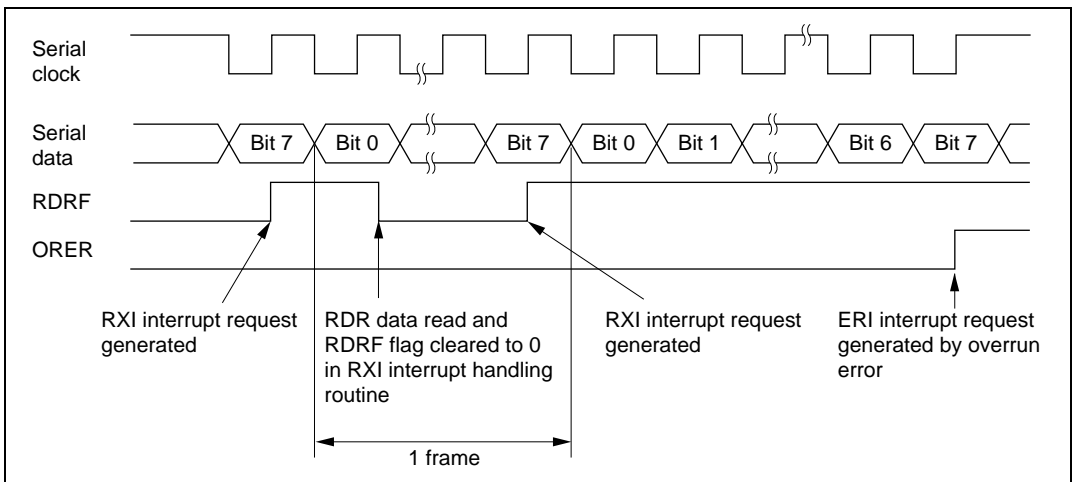 Serial
clock
Serial
data
Bit 7
Bit 0
Bit 7
Bit 0
Bit 1
Bit 6
Bit 7
RDRF
ORER
RXI interrupt request
generated
RDR data read and
RDRF flag cleared to 0
in RXI interrupt handling
routine
RXI interrupt request
generated
ERI interrupt request
generated by overrun
error
1 frame